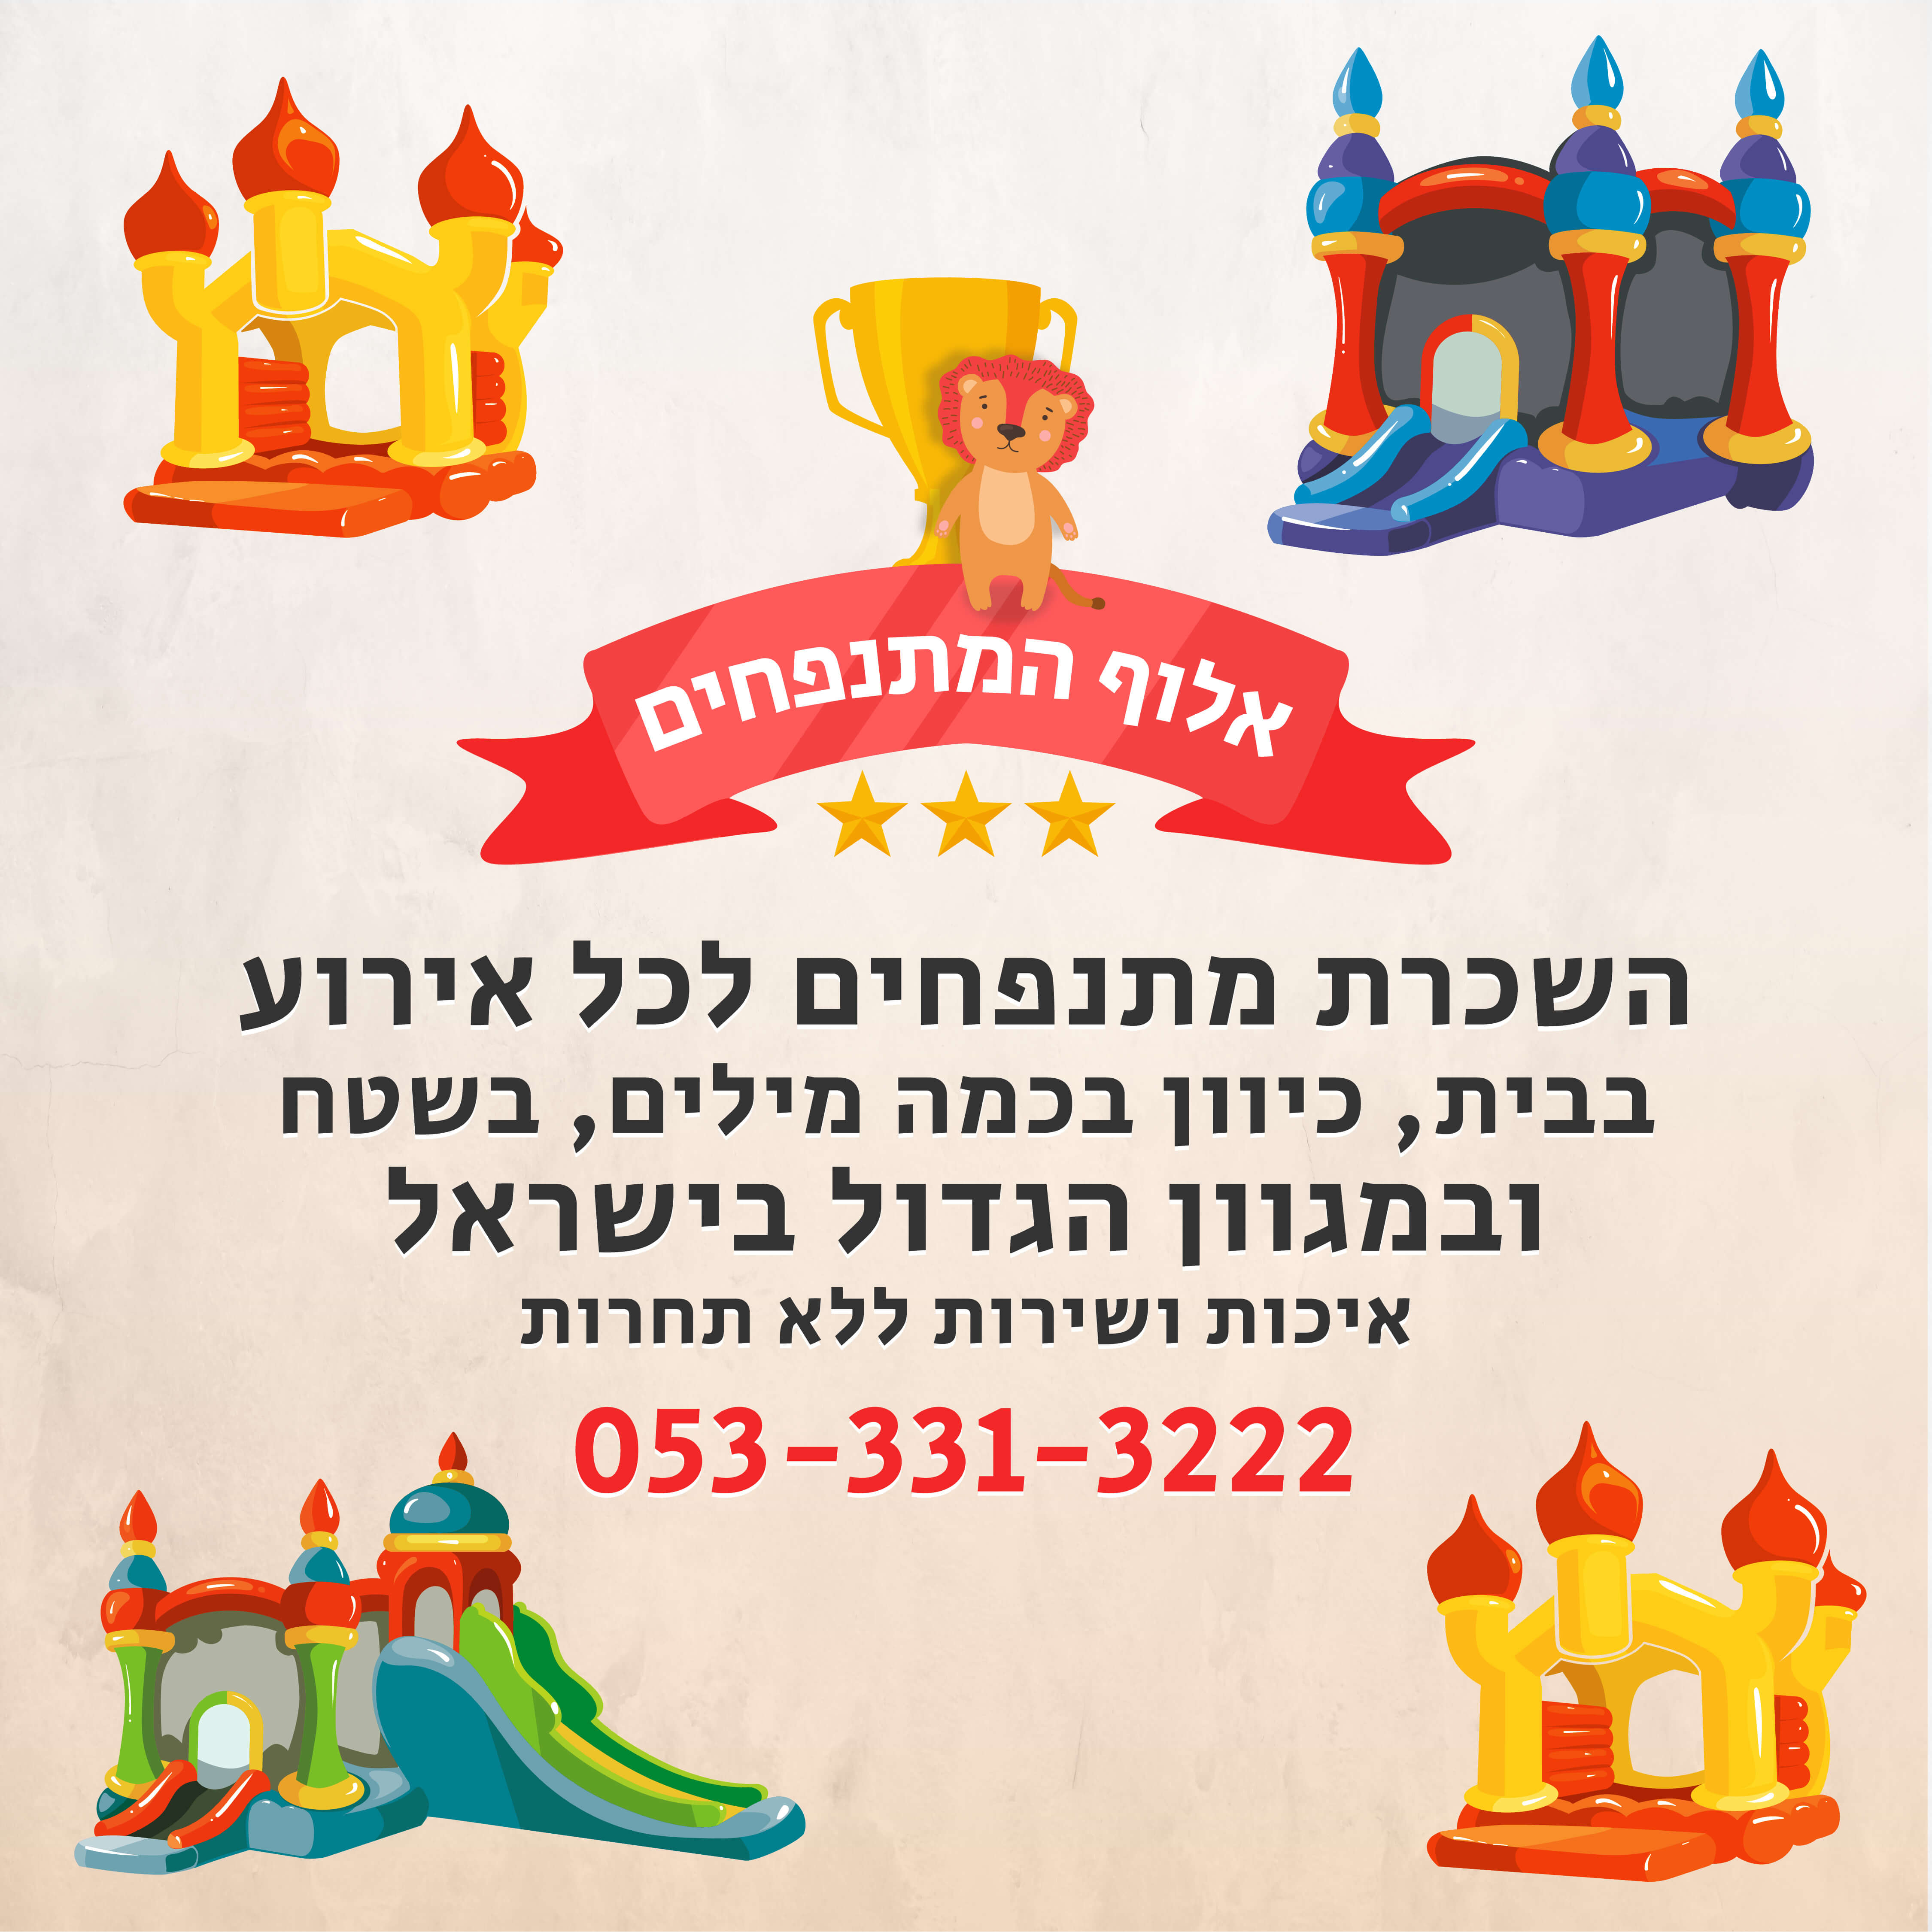 אלוף המתנפחים
השכרת מתנפחים לכל אירוע
בבית, כיוון בכמה מילים, בשטח
ובמגוון הגדול בישראל
איכות ושירות ללא תחרות
053-331-3222